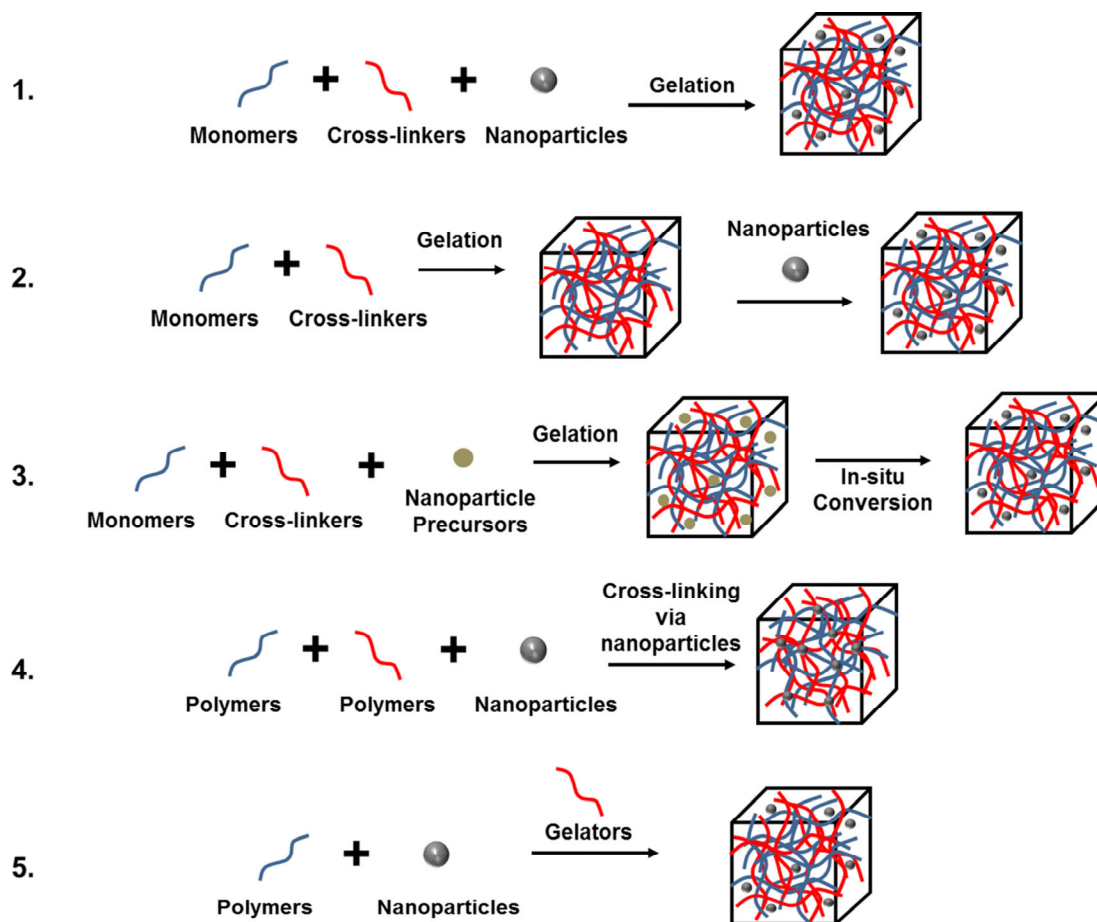 1.
Monomers
Cross-linkers
Nanoparticles
Gelation
2.
Monomers
Cross-linkers
Gelation
Nanoparticles
3.
Monomers
Cross-linkers
Nanoparticle
Precursors
Gelation
In-situ
Conversion
4.
Polymers
Polymers
Nanoparticles
Cross-linking
via
nanoparticles
5.
Polymers
Nanoparticles
Gelators